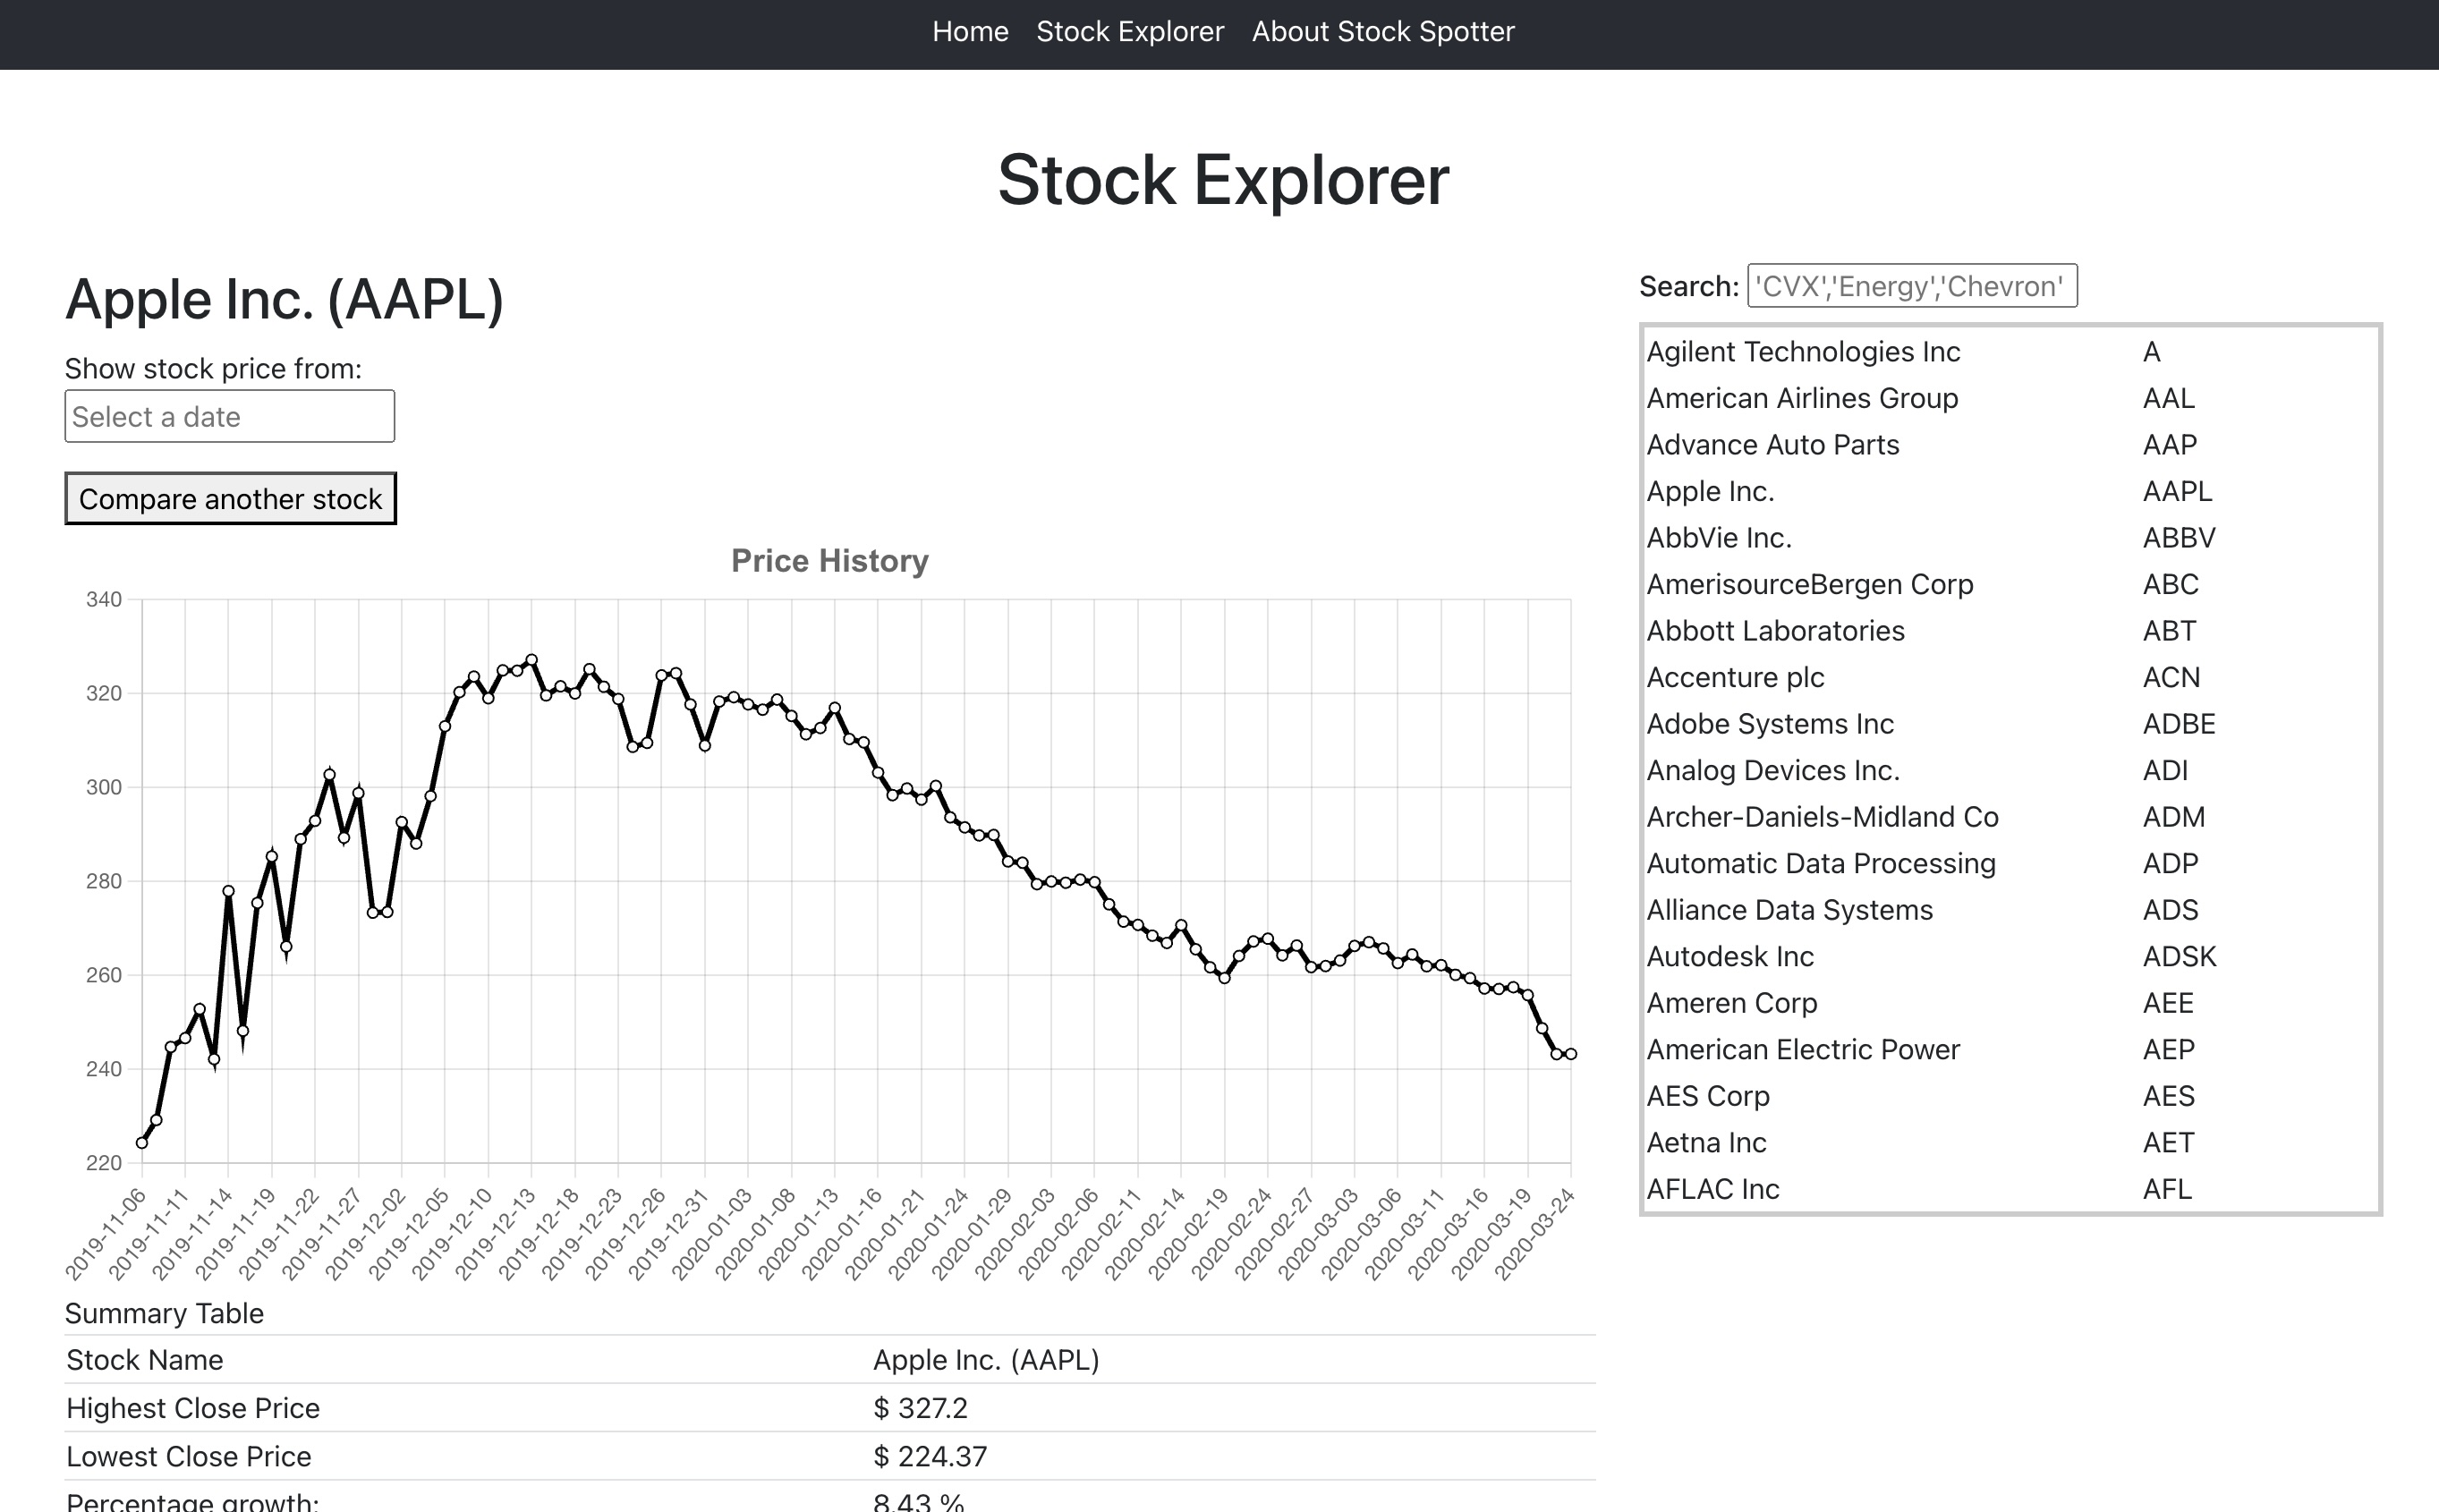 Home Stock Explorer About Stock Spotter
Stock Explorer
Apple Inc. (AAPL)
Show stock price from:
Select a date
Compare another stock
Price History
340
320
300
280
260
240
220
2019-11-06
2019-11-11
2019-11-14
2019-11-19
2019-11-22
2019-11-27
2019-12-02
2019-12-05
2019-12-10
2019-12-13
2019-12-18
2019-12-23
2019-12-26
2019-12-31
2020-01-03
2020-01-08
2020-01-13
2020-01-16
2020-01-21
2020-01-24
2020-01-29
2020-02-03
2020-02-06
2020-02-11
2020-02-14
2020-02-19
2020-02-24
2020-02-27
2020-03-03
2020-03-06
2020-03-11
2020-03-16
2020-03-19
2020-03-24
Summary Table
Stock Name Apple Inc. (AAPL)
Highest Close Price $ 327.2
Lowest Close Price $ 224.37
Percentage growth: 8.43 %
Search: 'CVX','Energy','Chevron'
Agilent Technologies Inc A
American Airlines Group AAL
Advance Auto Parts AAP
Apple Inc. AAPL
AbbVie Inc. ABBV
AmerisourceBergen Corp ABC
Abbott Laboratories ABT
Accenture plc ACN
Adobe Systems Inc ADBE
Analog Devices Inc. ADI
Archer-Daniels-Midland Co ADM
Automatic Data Processing ADP
Alliance Data Systems ADS
Autodesk Inc ADSK
Ameren Corp AEE
American Electric Power AEP
AES Corp AES
Aetna Inc AET
AFLAC Inc AFL